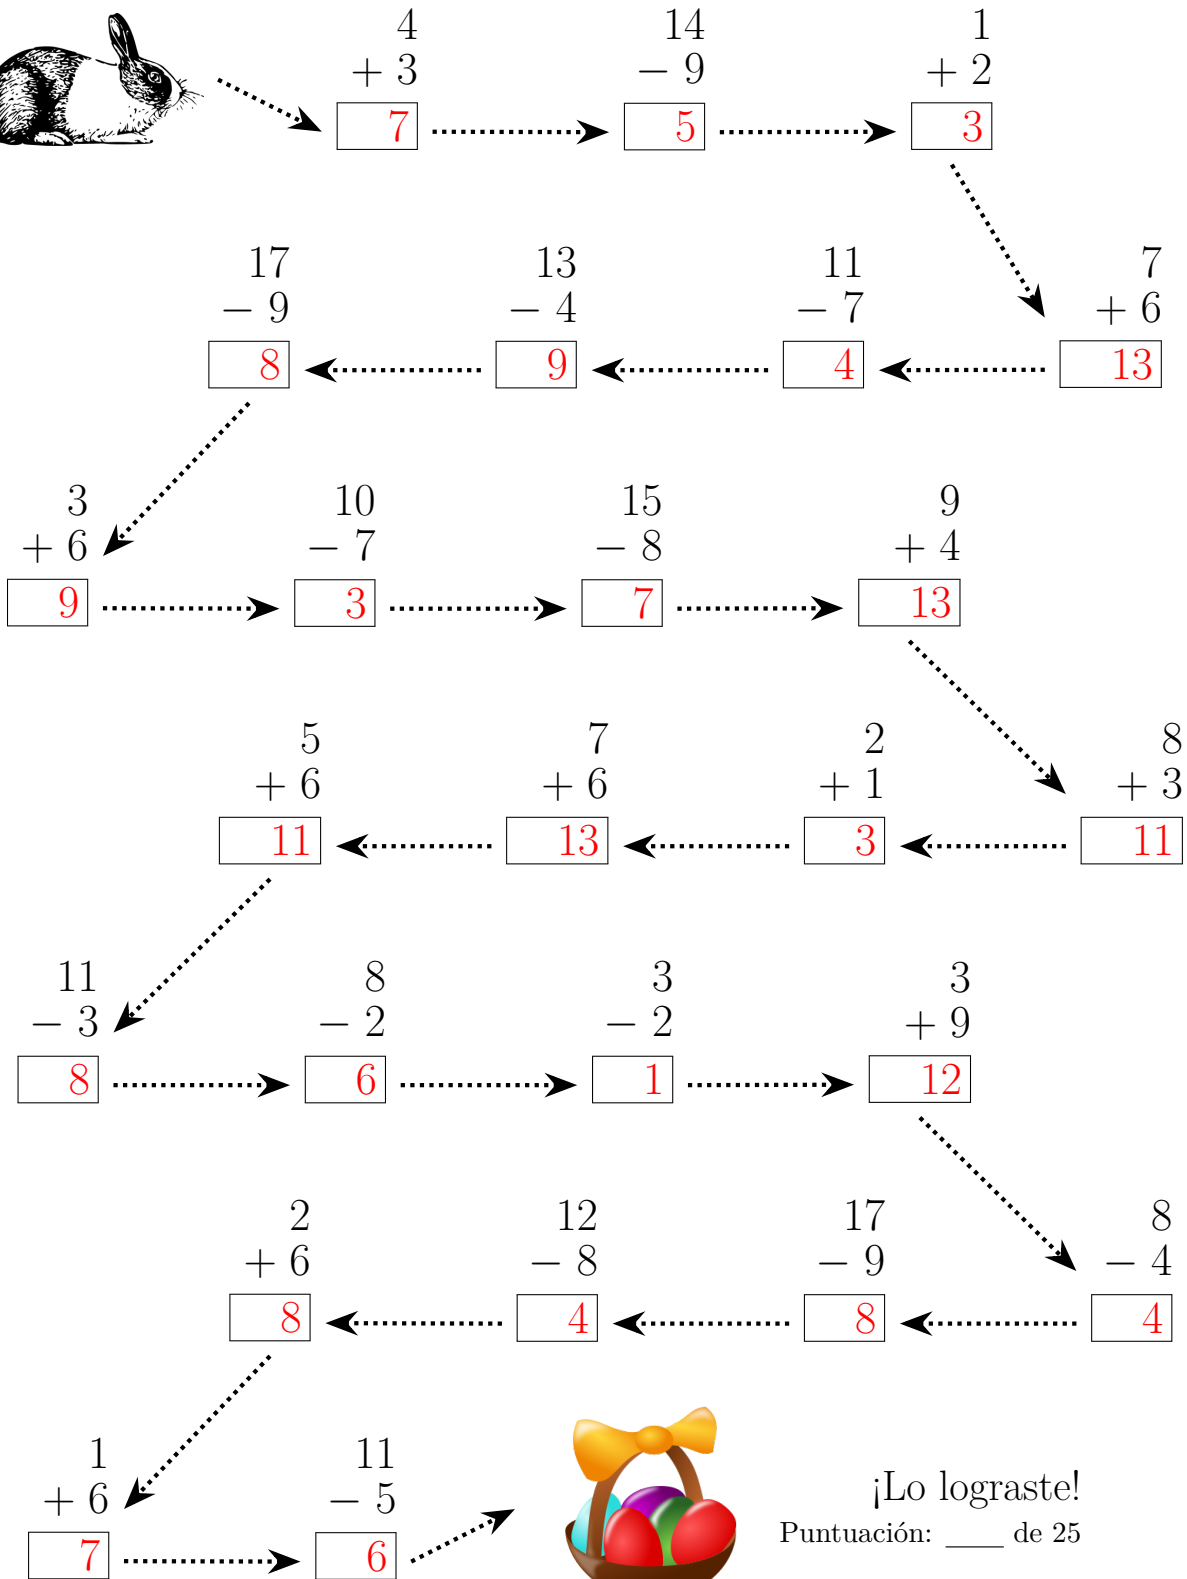 4 14 1
+ 3 − 9 + 2
7 5 3
17 13 11 7
− 9 − 4 − 7 + 6
8 9 4 13
3 10 15 9
+ 6 − 7 − 8 + 4
9 3 7 13
5 7 2 8
+ 6 + 6 + 1 + 3
11 13 3 11
11 8 3 3
− 3 − 2 − 2 + 9
8 6 1 12
2 12 17 8
+ 6 − 8 − 9 − 4
8 4 8 4
1 11
+ 6 − 5
7 6
¡Lo lograste!
Puntuación: ____ de 25